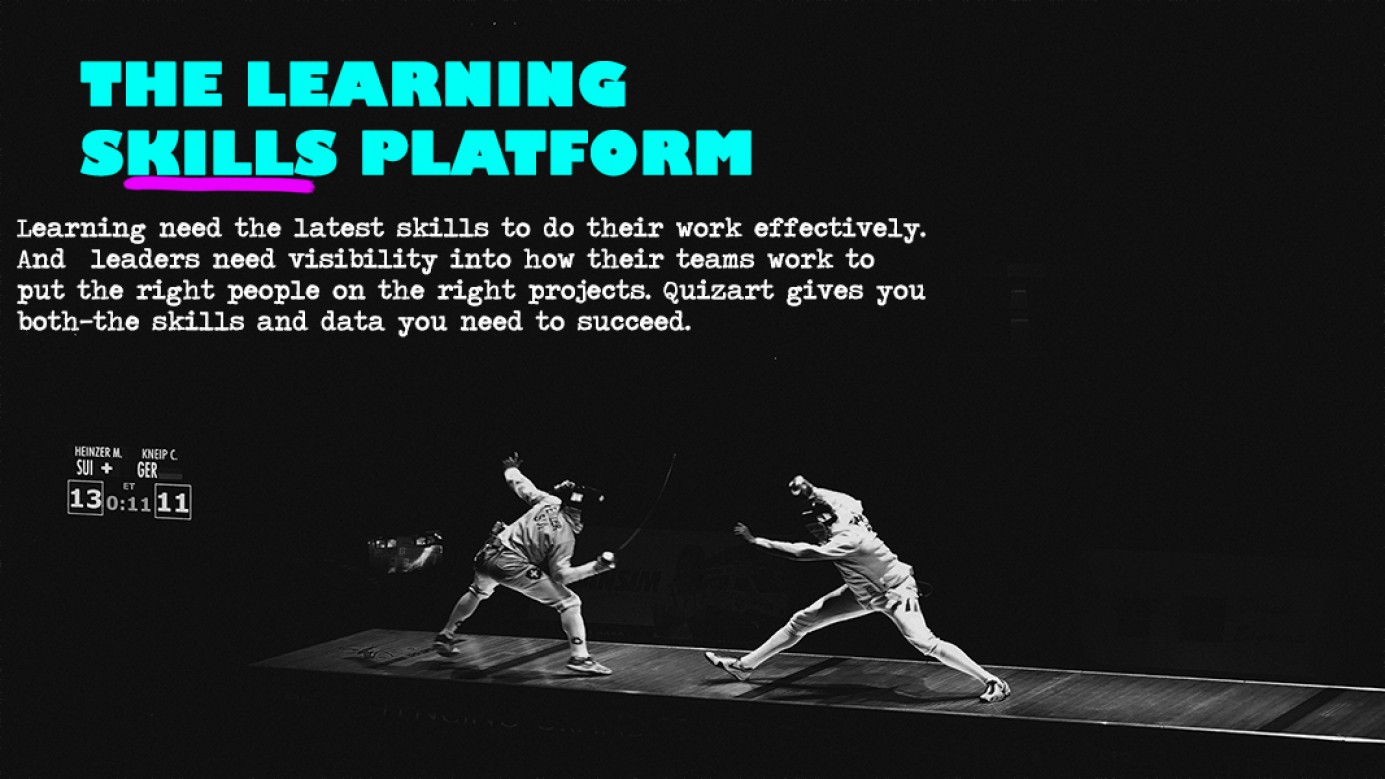 THE LEARNING
SKILLS PLATFORM
Learning need the latest skills to do their work effectively.
And leaders need visibility into how their teams work to
put the right people on the right projects. Quizart gives you
both-the skills and data you need to succeed.
HEINZER M. KNEIP C.
SUI + GER
ET
13 0:11 11